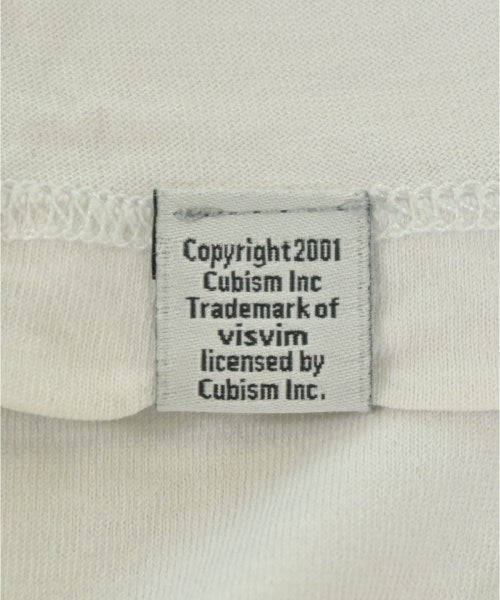 Copyright 2001
Cubism Inc
Trademark of
visvim
licensed by
Cubism Inc.